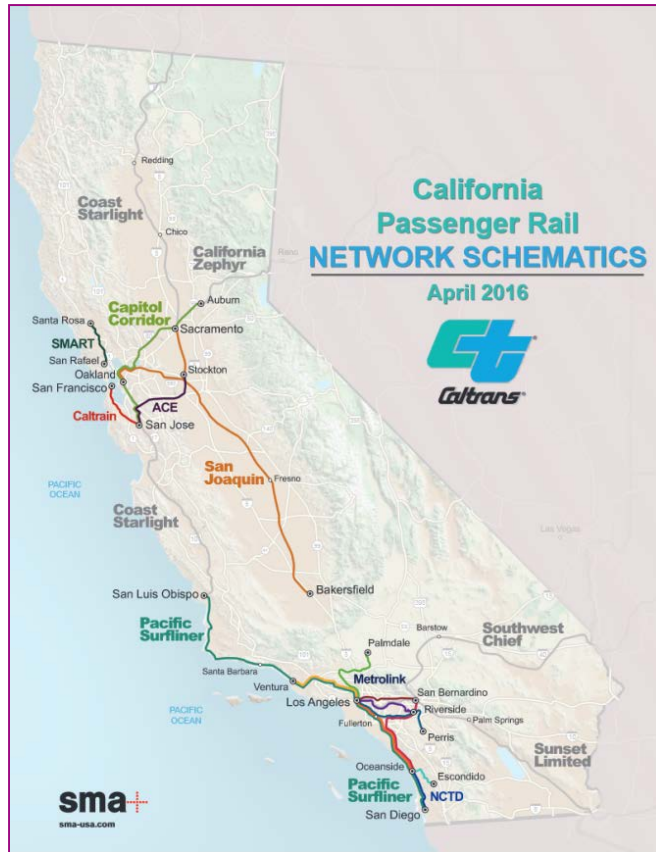 California
Passenger Rail
NETWORK SCHEMATICS
April 2016
Caltrans
Redding
Coast
Starlight
Chico
California
Zephyr
Reno
Auburn
Capitol
Corridor
Sacramento
Santa Rosa
SMART
San Rafael
Oakland
San Francisco
Stockton
ACE
Caltrain
San Jose
San
Joaquin
Fresno
PACIFIC
OCEAN
Coast
Starlight
Las Vegas
San Luis Obispo
Bakersfield
Pacific
Surfliner
Palmdale
Barstow
Southwest
Chief
Santa Barbara
Metrolink
Ventura
San Bernardino
Los Angeles
Riverside
Fullerton
Palm Springs
PACIFIC
OCEAN
Perris
Sunset
Limited
Oceanside
Escondido
Pacific
Surfliner
NCTD
San Diego
sma+
sma-usa.com